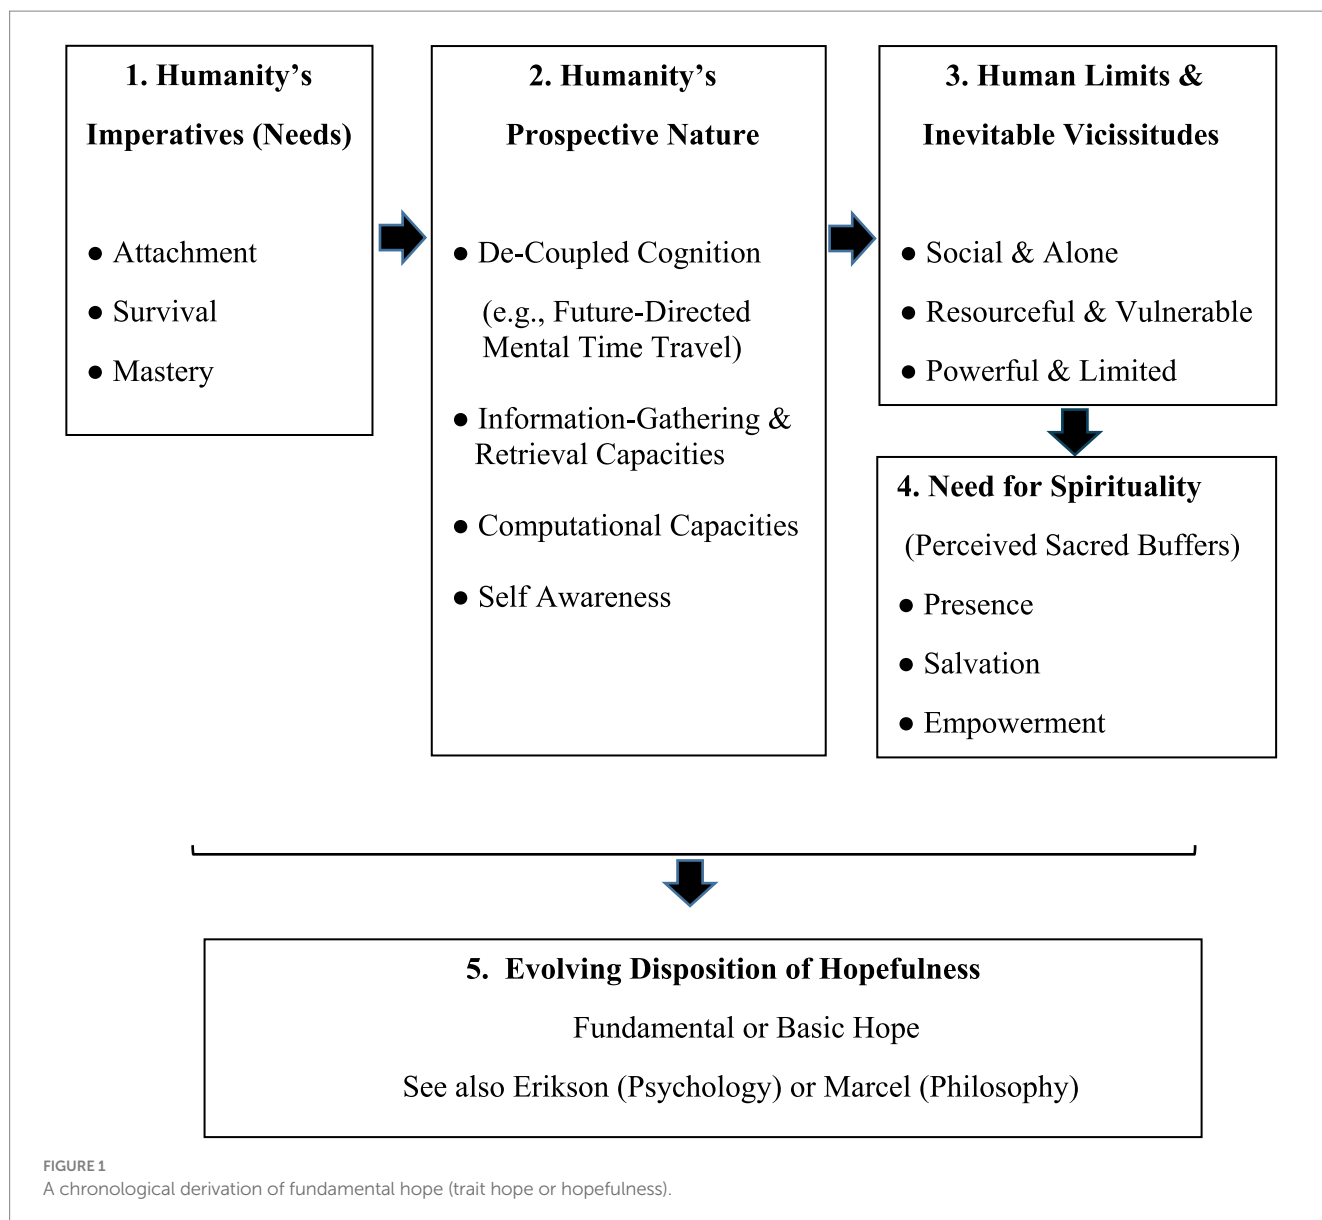 1. Humanity’s
Imperatives (Needs)
● Attachment
● Survival
● Mastery
2. Humanity’s
Prospective Nature
● De-Coupled Cognition
(e.g., Future-Directed
Mental Time Travel)
● Information-Gathering &
Retrieval Capacities
● Computational Capacities
● Self Awareness
3. Human Limits &
Inevitable Vicissitudes
● Social & Alone
● Resourceful & Vulnerable
● Powerful & Limited
4. Need for Spirituality
(Perceived Sacred Buffers)
● Presence
● Salvation
● Empowerment
5. Evolving Disposition of Hopefulness
Fundamental or Basic Hope
See also Erikson (Psychology) or Marcel (Philosophy)
FIGURE 1
A chronological derivation of fundamental hope (trait hope or hopefulness).